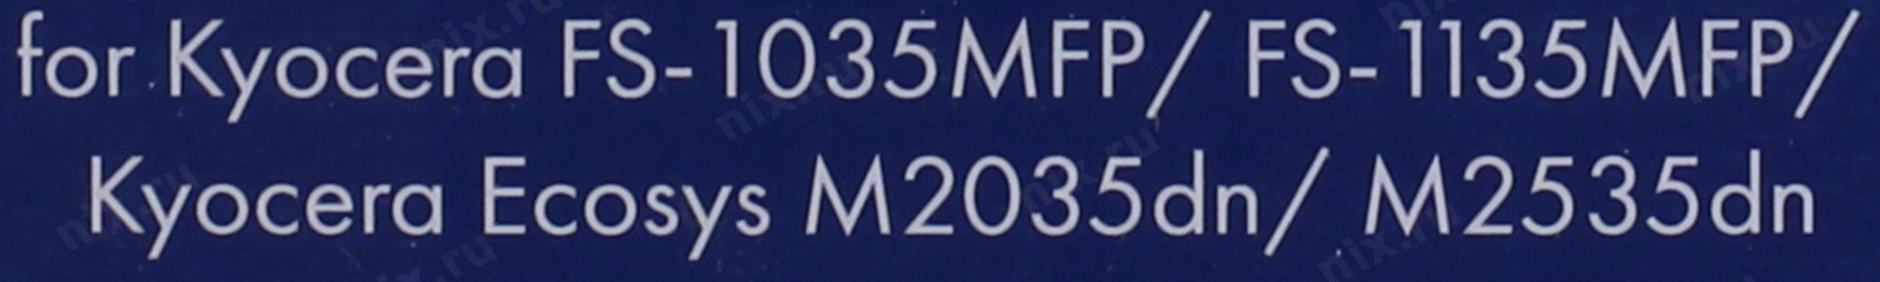 for Kyocera FS-1035MFP/ FS-1135MFP/
Kyocera Ecosys M2035dn/ M2535dn